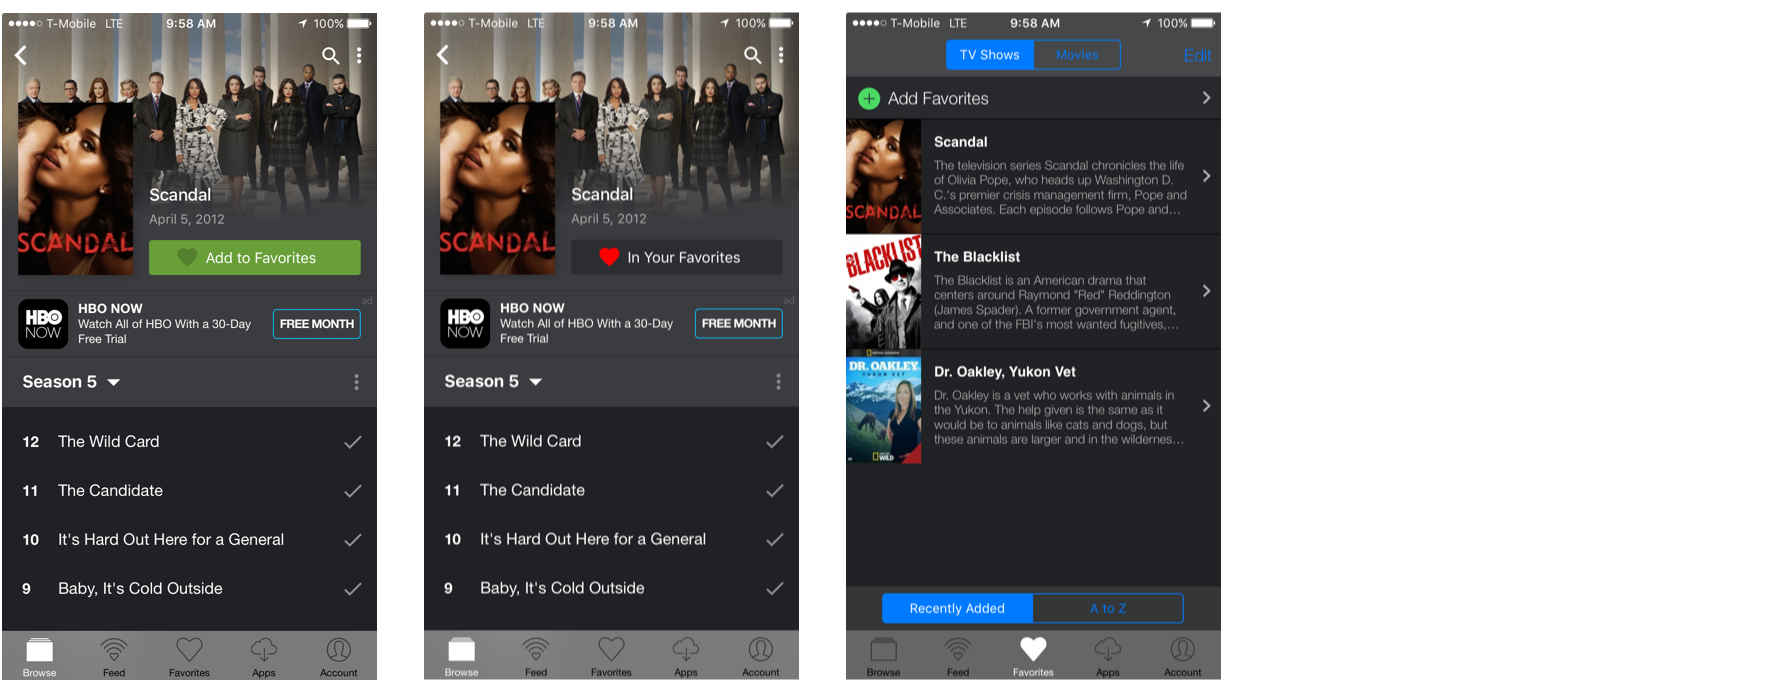 T-Mobile LTE 9:58 AM 100%
SCANDAL
Scandal
April 5, 2012
Add to Favorites
ad
HBO NOW
HBO NOW
Watch All of HBO With a 30-Day
Free Trial
FREE MONTH
Season 5
12 The Wild Card
11 The Candidate
10 It's Hard Out Here for a General
9 Baby, It's Cold Outside
Browse Feed Favorites Apps Account
T-Mobile LTE 9:58 AM 100%
SCANDAL
Scandal
April 5, 2012
In Your Favorites
ad
HBO NOW
HBO NOW
Watch All of HBO With a 30-Day
Free Trial
FREE MONTH
Season 5
12 The Wild Card
11 The Candidate
10 It's Hard Out Here for a General
9 Baby, It's Cold Outside
Browse Feed Favorites Apps Account
T-Mobile LTE 9:58 AM 100%
TV Shows Movies Edit
Add Favorites
SCANDAL
Scandal
The television series Scandal chronicles the life
of Olivia Pope, who heads up Washington D.
C.'s premier crisis management firm, Pope and
Associates. Each episode follows Pope and...
BLACKLIST
The Blacklist
The Blacklist is an American drama that
centers around Raymond "Red" Reddington
(James Spader). A former government agent,
and one of the FBI's most wanted fugitives,...
DR. OAKLEY
YUKON VET
WILD
Dr. Oakley, Yukon Vet
Dr. Oakley is a vet who works with animals in
the Yukon. The help given is the same as it
would be to animals like cats and dogs, but
these animals are larger and in the wildernes...
Recently Added A to Z
Browse Feed Favorites Apps Account